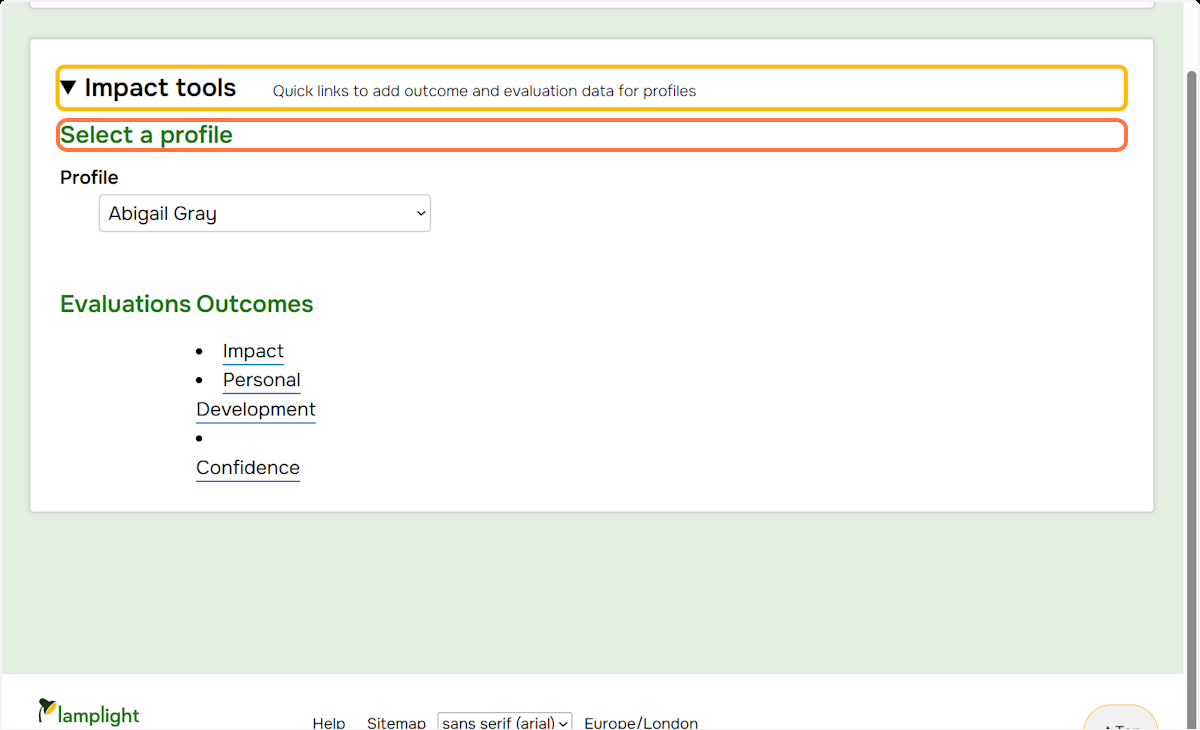 ▼ Impact tools Quick links to add outcome and evaluation data for profiles
Select a profile
Profile
Abigail Gray
Evaluations Outcomes
• Impact
• Personal
Development
•
Confidence
lamplight
Help Sitemap sans serif (arial) Europe/London